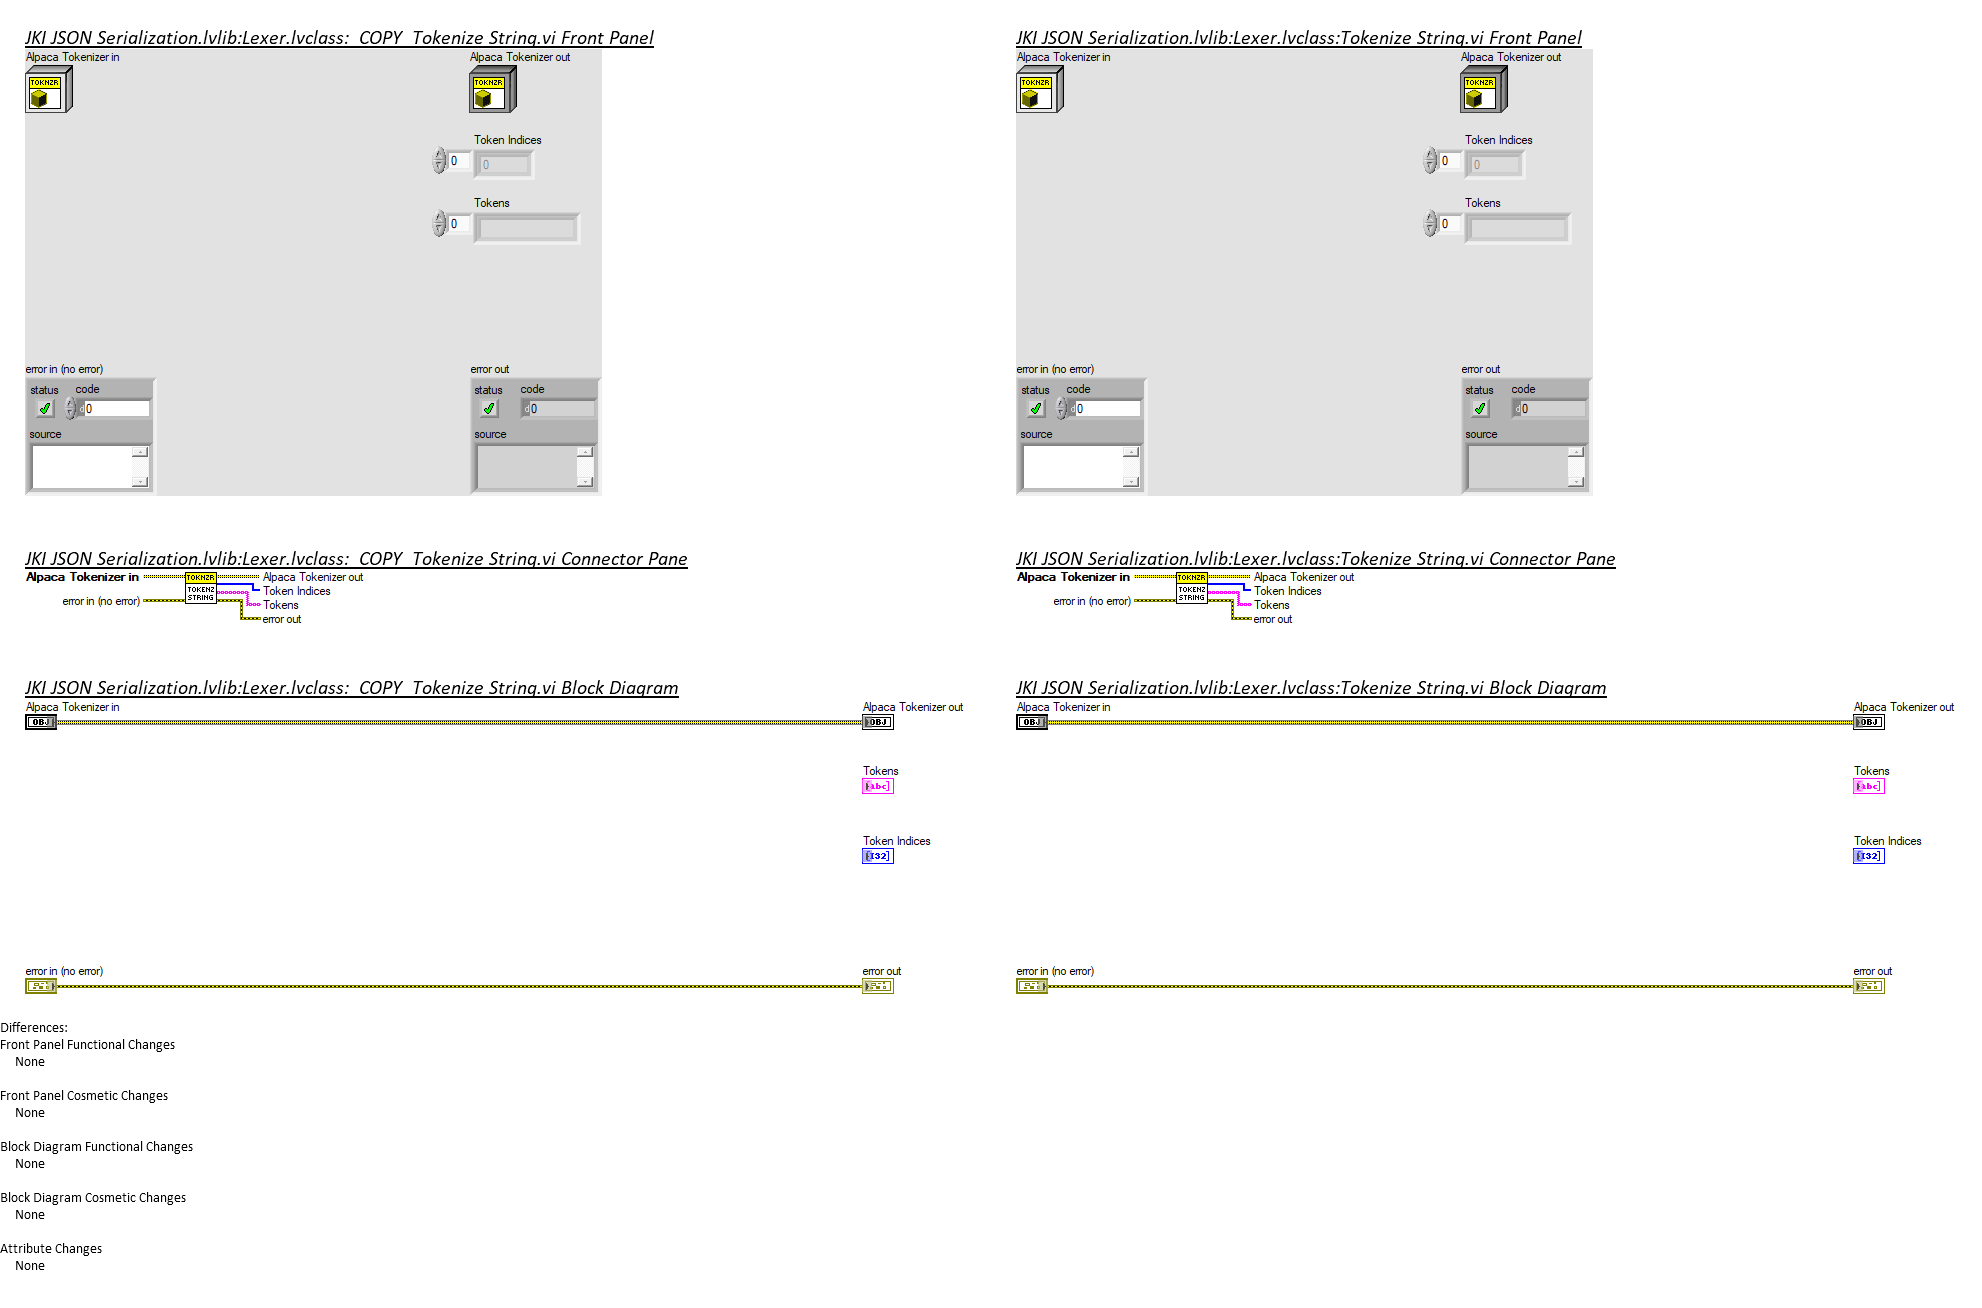 JKI JSON Serialization.lvlib:Lexer.lvclass:_COPY_Tokenize String.vi Front Panel
Alpaca Tokenizer in
TOKNZR
Alpaca Tokenizer out
TOKNZR
Token Indices
0
0
Tokens
0
error in (no error)
status
code
d0
source
error out
status
code
d0
source
JKI JSON Serialization.lvlib:Lexer.lvclass:Tokenize String.vi Front Panel
Alpaca Tokenizer in
TOKNZR
Alpaca Tokenizer out
TOKNZR
Token Indices
0
0
Tokens
0
error in (no error)
status
code
d0
source
error out
status
code
d0
source
JKI JSON Serialization.lvlib:Lexer.lvclass:_COPY_Tokenize String.vi Connector Pane
Alpaca Tokenizer in
error in (no error)
TOKNZR
TOKENZ
STRING
Alpaca Tokenizer out
Token Indices
Tokens
error out
JKI JSON Serialization.lvlib:Lexer.lvclass:Tokenize String.vi Connector Pane
Alpaca Tokenizer in
error in (no error)
TOKNZR
TOKENZ
STRING
Alpaca Tokenizer out
Token Indices
Tokens
error out
JKI JSON Serialization.lvlib:Lexer.lvclass:_COPY_Tokenize String.vi Block Diagram
Alpaca Tokenizer in
OBJ
Alpaca Tokenizer out
OBJ
Tokens
[abc]
Token Indices
[I32]
error in (no error)
error out
JKI JSON Serialization.lvlib:Lexer.lvclass:Tokenize String.vi Block Diagram
Alpaca Tokenizer in
OBJ
Alpaca Tokenizer out
OBJ
Tokens
[abc]
Token Indices
[I32]
error in (no error)
error out
Differences:
Front Panel Functional Changes
None
Front Panel Cosmetic Changes
None
Block Diagram Functional Changes
None
Block Diagram Cosmetic Changes
None
Attribute Changes
None